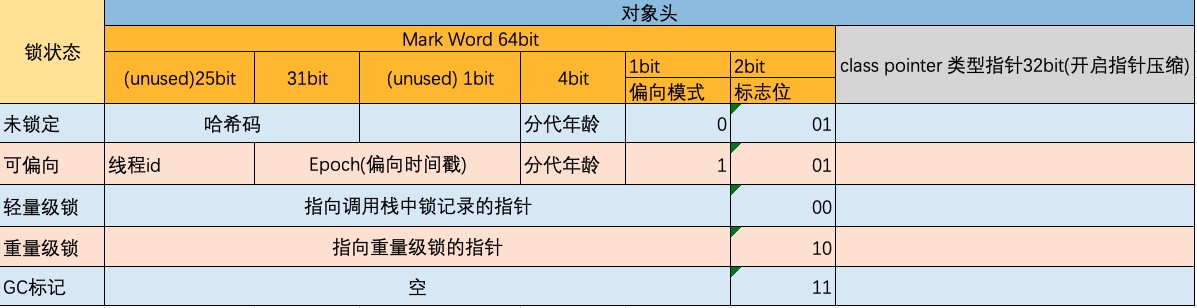 对象头
锁状态
Mark Word 64bit
class pointer 类型指针32bit(开启指针压缩)
(unused)25bit
31bit
(unused) 1bit
4bit
1bit
2bit
偏向模式
标志位
未锁定
哈希码
分代年龄
0
01
可偏向
线程id
Epoch(偏向时间戳)
分代年龄
1
01
轻量级锁
指向调用栈中锁记录的指针
00
重量级锁
指向重量级锁的指针
10
GC标记
空
11